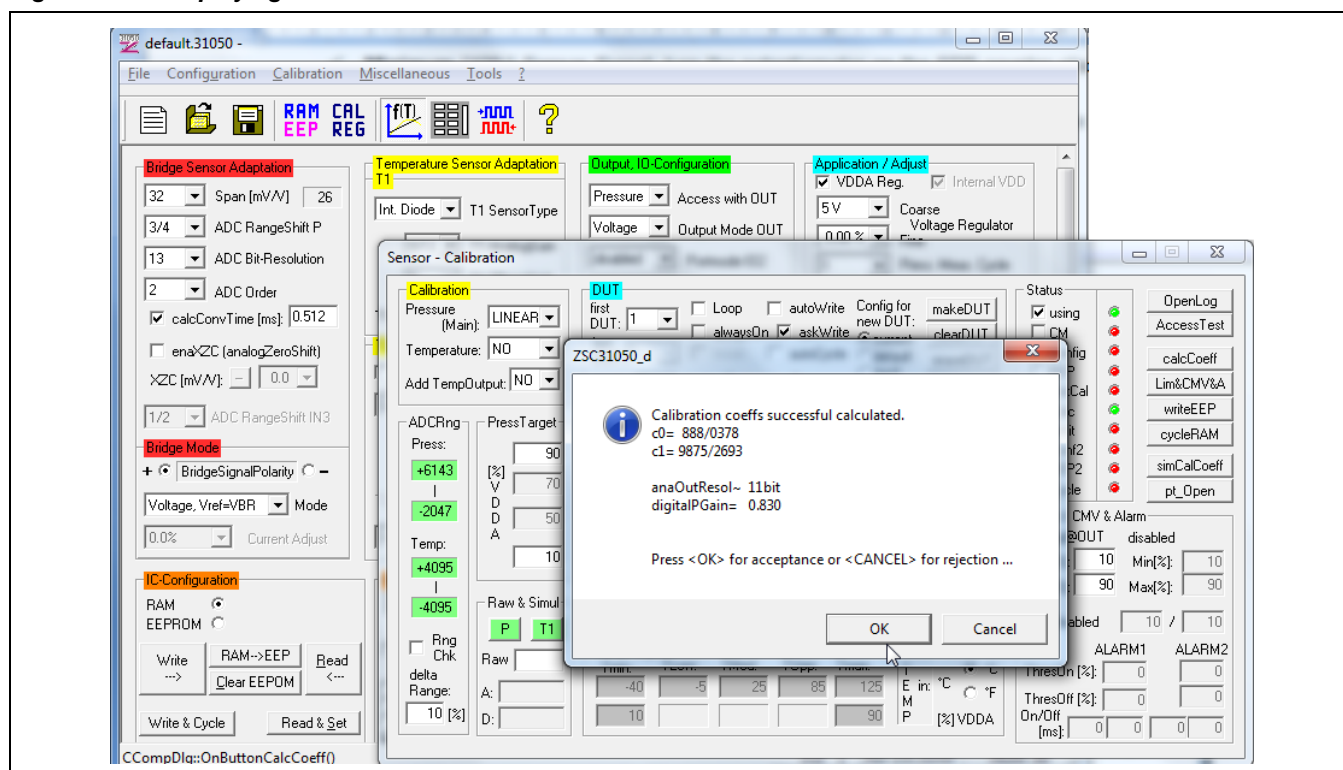 default.31050 -
File Configuration Calibration Miscellaneous Tools ?
RAM EEP CAL REG f(T) ?
Bridge Sensor Adaptation
32 Span [mV/V] 26
3/4 ADC RangeShift P
13 ADC Bit-Resolution
2 ADC Order
calcConvTime [ms]: 0.512
enaXZC (analogZeroShift)
XZC [mV/V]: - 0.0
1/2 ADC RangeShift IN3
Bridge Mode
+ BridgeSignalPolarity -
Voltage, Vref=VBR Mode
0.0% Current Adjust
IC-Configuration
RAM
EEPROM
Write ---> RAM-->EEP Read <---
Clear EEPOM
Write & Cycle Read & Set
CCompDlg::OnButtonCalcCoeff()
Temperature Sensor Adaptation
T1
Int. Diode T1 SensorType
Output, IO-Configuration
Pressure Access with OUT
Voltage Output Mode OUT
Application / Adjust
VDDA Reg. Internal VDD
5 V Coarse
Voltage Regulator
0.00 %
Sensor - Calibration
Calibration
Pressure (Main): LINEAR
Temperature: NO
Add TempOutput: NO
DUT
first DUT: 1 Loop autoWrite Config for new DUT: makeDUT
alwaysOn askWrite clearDUT
Status
using
CM
OpenLog
AccessTest
calcCoeff
Lim&CMV&A
writeEEP
cycleRAM
simCalCoeff
pt_Open
ADCRng
Press:
+6143
|
-2047
Temp:
+4095
|
-4095
Rng Chk
delta Range:
10 [%]
PressTarget
[%] VDDA
90
70
50
10
Raw & Simul
P T1
Raw
A:
D:
ZSC31050_d
Calibration coeffs successful calculated.
c0= 888/0378
c1= 9875/2693
anaOutResol~ 11bit
digitalPGain= 0.830
Press <OK> for acceptance or <CANCEL> for rejection ...
OK Cancel
-40 -5 25 85 125 E in: °C °F
10 90 [%] VDDA
CMV & Alarm
disabled
10 Min[%]: 10
90 Max[%]: 90
10 / 10
ALARM1 ALARM2
ThresOn [%]: 0 0
ThresOff [%]: 0 0
On/Off [ms]: 0 0 0 0